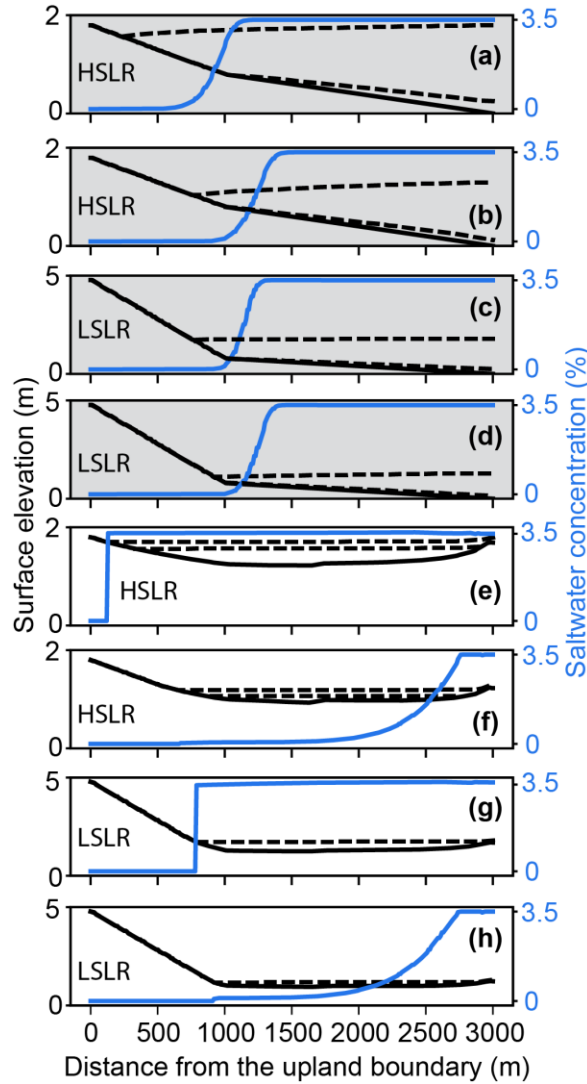 2
3.5
HSLR
(a)
0
0
2
3.5
HSLR
(b)
0
0
5
3.5
LSLR
(c)
0
0
5
3.5
LSLR
(d)
0
0
Surface elevation (m)
Saltwater concentration (%)
2
3.5
HSLR
(e)
0
0
2
3.5
HSLR
(f)
0
0
5
3.5
LSLR
(g)
0
0
5
3.5
LSLR
(h)
0
0
0 500 1000 1500 2000 2500 3000
Distance from the upland boundary (m)